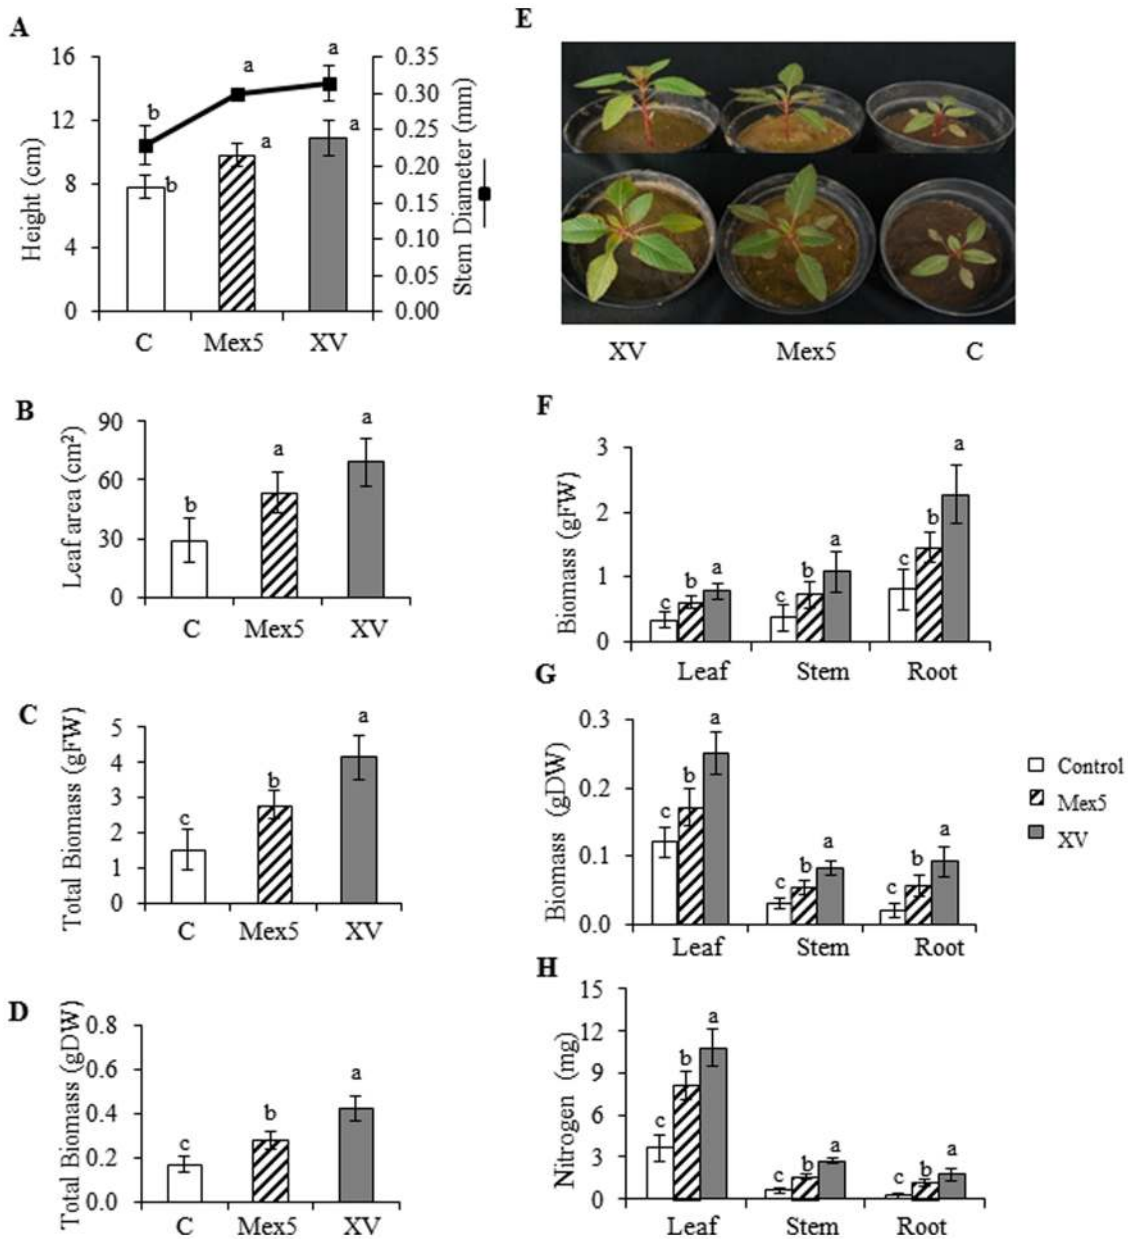 A
Height (cm)
16
12
8
4
0
b
a
a
b
a
a
C
Mex5
XV
0.35
0.30
0.25
0.20
0.15
0.10
0.05
0.00
Stem Diameter (mm)
B
Leaf area (cm²)
90
60
30
0
b
a
a
C
Mex5
XV
C
Total Biomass (gFW)
5
4
3
2
1
0
c
b
a
C
Mex5
XV
D
Total Biomass (gDW)
0.8
0.6
0.4
0.2
0.0
c
b
a
C
Mex5
XV
E
XV
Mex5
C
F
Biomass (gFW)
3
2
1
0
c
b
a
c
b
a
c
b
a
Leaf
Stem
Root
G
Biomass (gDW)
0.3
0.2
0.1
0.0
c
b
a
c
b
a
c
b
a
Leaf
Stem
Root
Control
Mex5
XV
H
Nitrogen (mg)
15
12
9
6
3
0
c
b
a
c
b
a
c
b
a
Leaf
Stem
Root